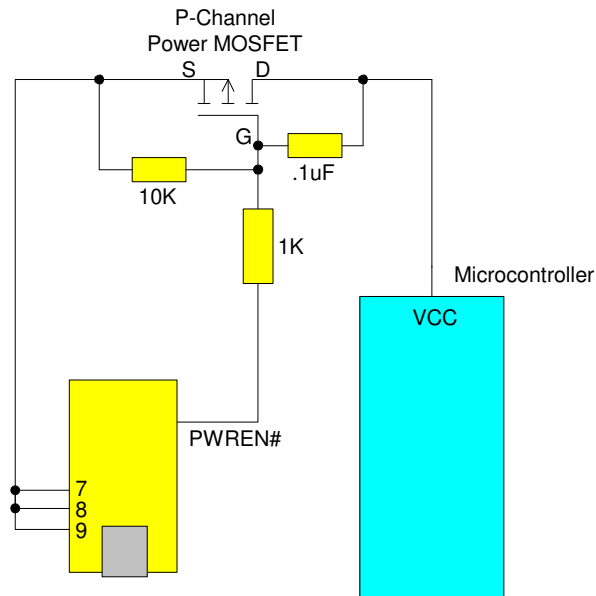 P-Channel
Power MOSFET
S
D
G
.1uF
10K
1K
Microcontroller
VCC
PWREN#
7
8
9